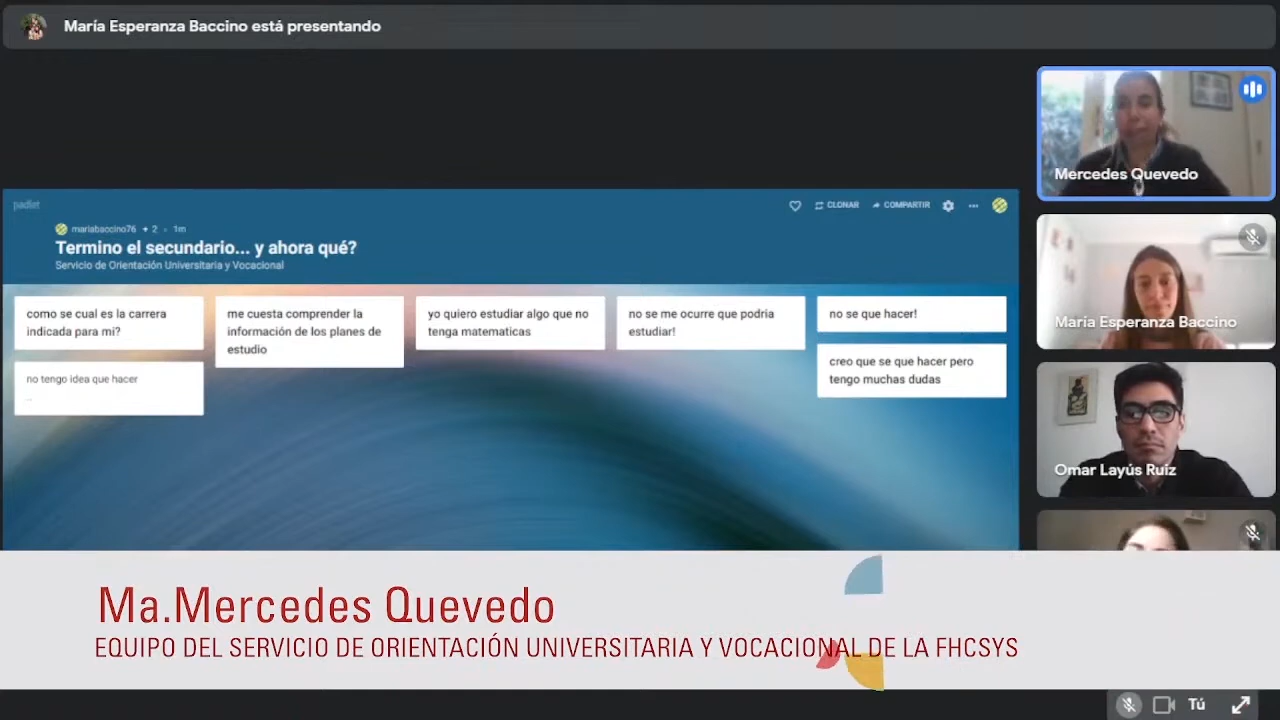 María Esperanza Baccino está presentando
Mercedes Quevedo
padlet
CLONAR
COMPARTIR
mariabaccino76 + 2 · 1m
Termino el secundario... y ahora qué?
Servicio de Orientación Universitaria y Vocacional
como se cual es la carrera
indicada para mi?
no tengo idea que hacer
...
me cuesta comprender la
información de los planes de
estudio
yo quiero estudiar algo que no
tenga matematicas
no se me ocurre que podria
estudiar!
no se que hacer!
creo que se que hacer pero
tengo muchas dudas
María Esperanza Baccino
Omar Layús Ruíz
Ma.Mercedes Quevedo
EQUIPO DEL SERVICIO DE ORIENTACIÓN UNIVERSITARIA Y VOCACIONAL DE LA FHCSYS
Tú